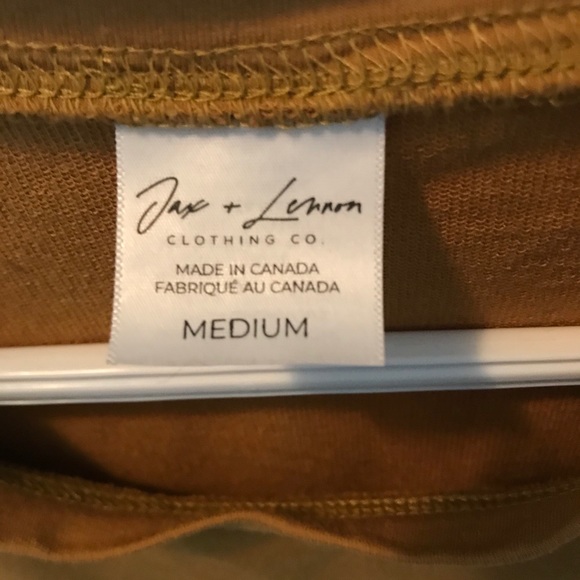 Jax + Lennon
CLOTHING CO.
MADE IN CANADA
FABRIQUÉ AU CANADA
MEDIUM